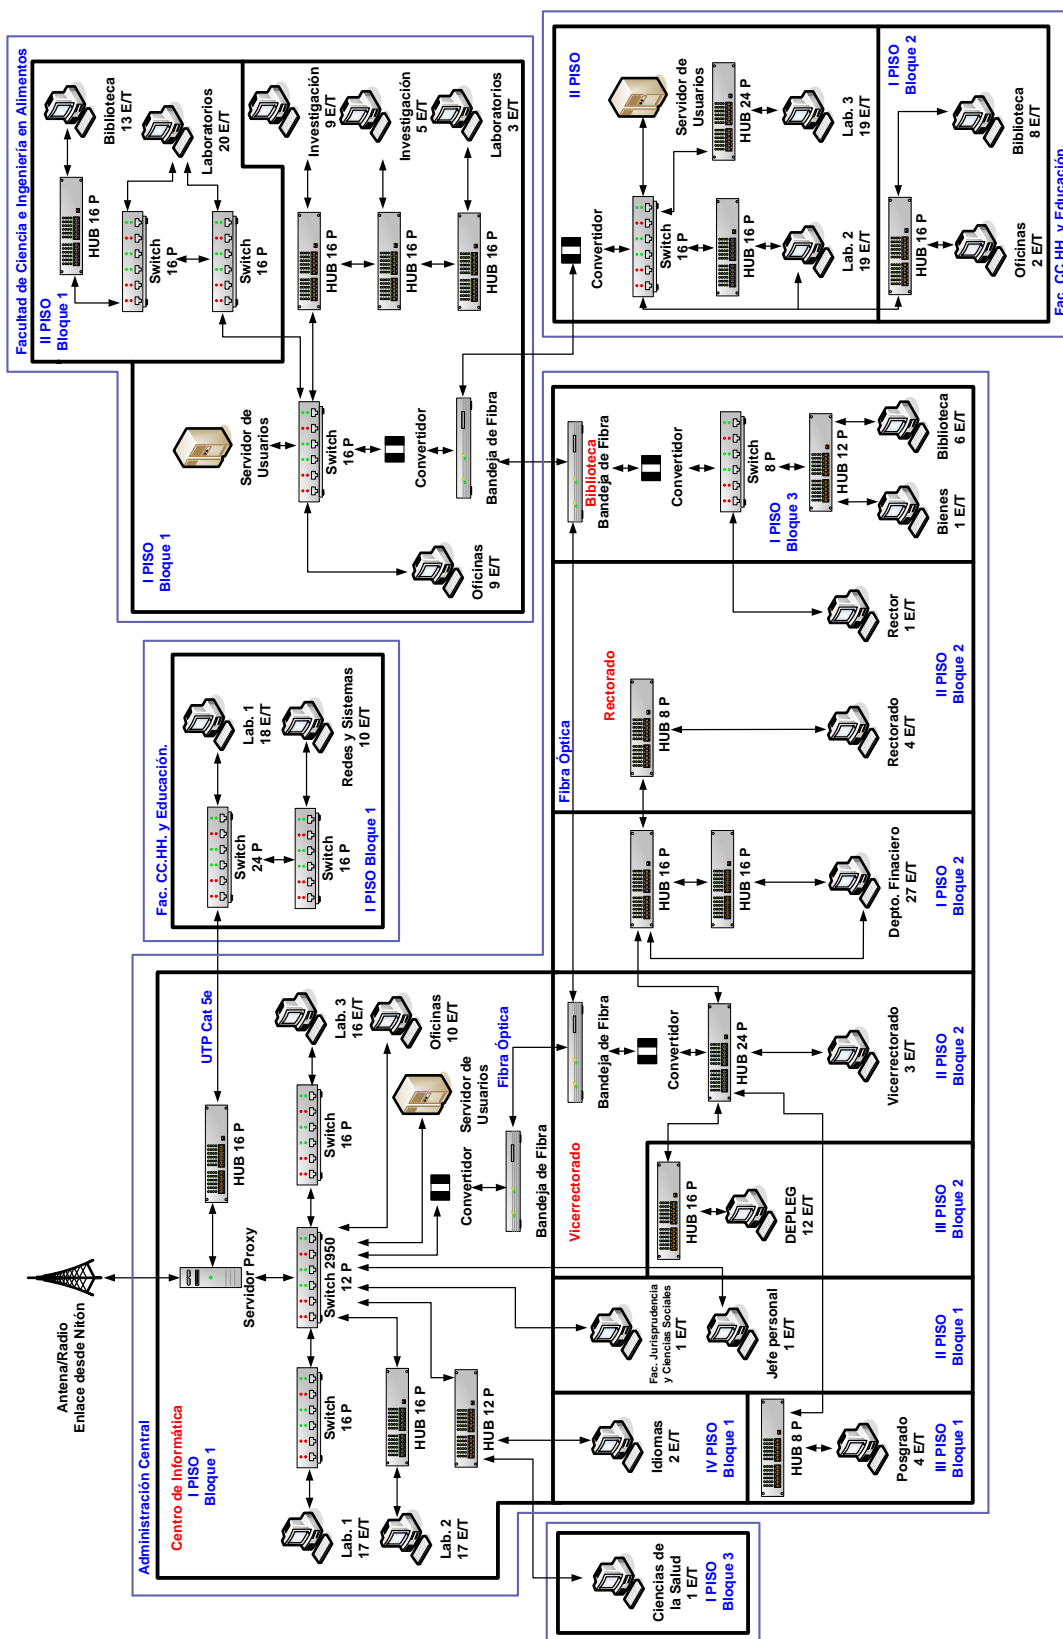 Antena/Radio
Enlace desde Nitón
Administración Central
Centro de Informática
I PISO
Bloque 1
Servidor Proxy
HUB 16 P
UTP Cat 5e
Lab. 1
17 E/T
Switch
16 P
Switch 2950
12 P
Switch
16 P
Lab. 3
16 E/T
Lab. 2
17 E/T
HUB 16 P
HUB 12 P
Oficinas
10 E/T
Servidor de
Usuarios
Convertidor
Bandeja de Fibra
Fibra Óptica
Ciencias de
la Salud
1 E/T
I PISO
Bloque 3
Idiomas
2 E/T
IV PISO
Bloque 1
HUB 8 P
Posgrado
4 E/T
III PISO
Bloque 1
Fac. Jurisprudencia
y Ciencias Sociales
1 E/T
Jefe personal
1 E/T
II PISO
Bloque 1
Vicerrectorado
HUB 16 P
DEPLEG
12 E/T
III PISO
Bloque 2
Bandeja de Fibra
Convertidor
HUB 24 P
Vicerrectorado
3 E/T
II PISO
Bloque 2
HUB 16 P
HUB 16 P
Depto. Finaciero
27 E/T
I PISO
Bloque 2
Fibra Óptica
Rectorado
HUB 8 P
Rectorado
4 E/T
Rector
1 E/T
II PISO
Bloque 2
Biblioteca
Bandeja de Fibra
Convertidor
Switch
8 P
I PISO
Bloque 3
HUB 12 P
Bienes
1 E/T
Biblioteca
6 E/T
Fac. CC.HH. y Educación.
Switch
24 P
Lab. 1
18 E/T
Switch
16 P
Redes y Sistemas
10 E/T
I PISO Bloque 1
Facultad de Ciencia e Ingeniería en Alimentos
II PISO
Bloque 1
HUB 16 P
Biblioteca
13 E/T
Switch
16 P
Laboratorios
20 E/T
Switch
16 P
I PISO
Bloque 1
Servidor de
Usuarios
Switch
16 P
Oficinas
9 E/T
Convertidor
Bandeja de Fibra
HUB 16 P
Investigación
9 E/T
HUB 16 P
Investigación
5 E/T
HUB 16 P
Laboratorios
3 E/T
II PISO
Convertidor
Servidor de
Usuarios
Switch
16 P
HUB 24 P
HUB 16 P
Lab. 2
19 E/T
Lab. 3
19 E/T
I PISO
Bloque 2
HUB 16 P
Oficinas
2 E/T
Biblioteca
8 E/T
Fac. CC.HH. y Educación.